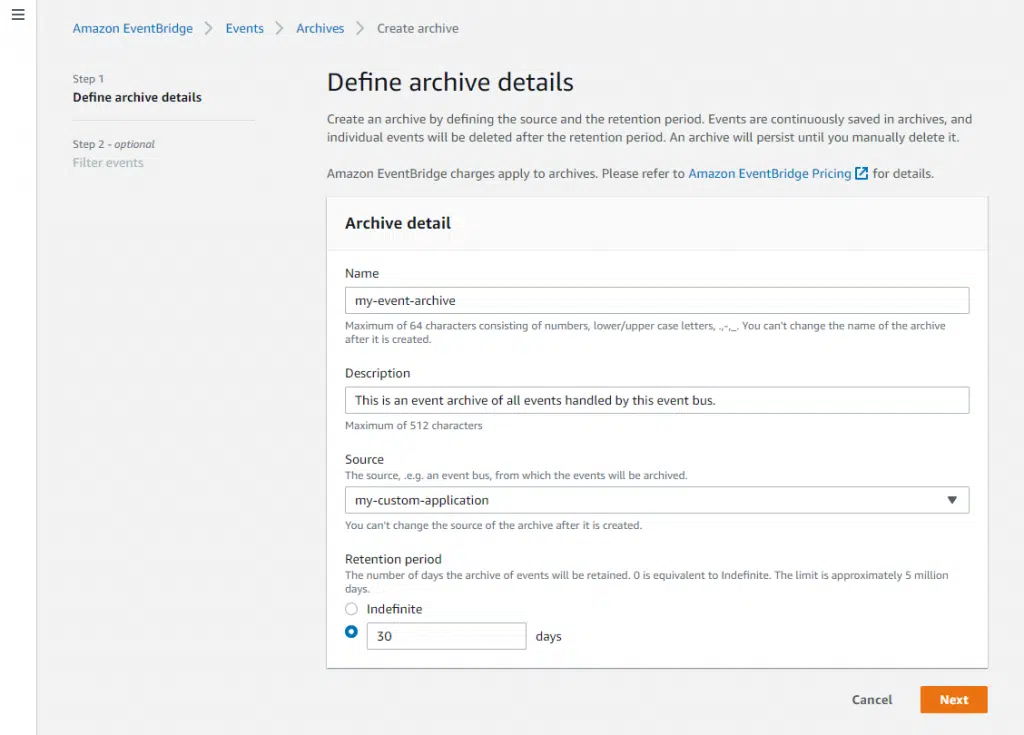 Amazon EventBridge > Events > Archives > Create archive
Step 1
Define archive details
Step 2 - optional
Filter events
Define archive details
Create an archive by defining the source and the retention period. Events are continuously saved in archives, and
individual events will be deleted after the retention period. An archive will persist until you manually delete it.
Amazon EventBridge charges apply to archives. Please refer to Amazon EventBridge Pricing for details.
Archive detail
Name
my-event-archive
Maximum of 64 characters consisting of numbers, lower/upper case letters, .,-,_. You can't change the name of the archive
after it is created.
Description
This is an event archive of all events handled by this event bus.
Maximum of 512 characters
Source
The source, .e.g. an event bus, from which the events will be archived.
my-custom-application
You can't change the source of the archive after it is created.
Retention period
The number of days the archive of events will be retained. 0 is equivalent to Indefinite. The limit is approximately 5 million
days.
Indefinite
30 days
Cancel Next